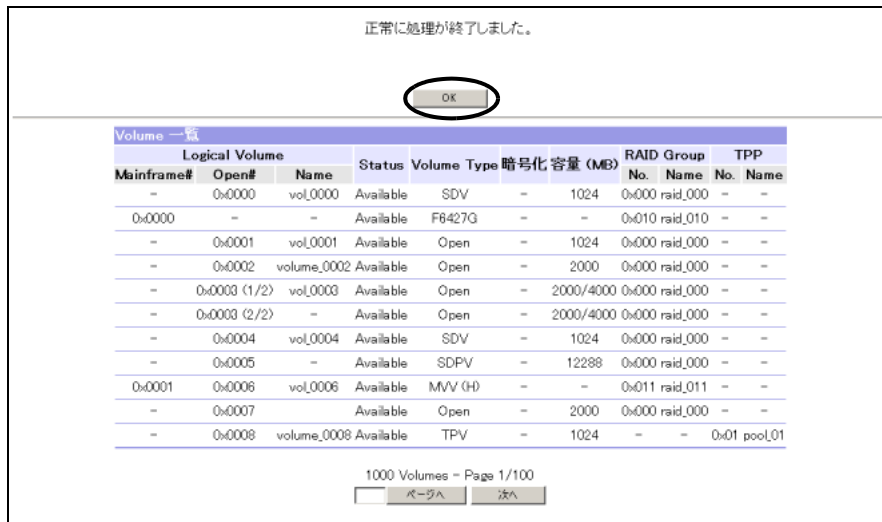 正常に処理が終了しました。
OK
Volume 一覧
Logical Volume Status Volume Type 暗号化 容量 (MB) RAID Group TPP
Mainframe# Open# Name No. Name No. Name
- 0x0000 vol_0000 Available SDV - 1024 0x000 raid_000 - -
0x0000 - - Available F6427G - - 0x010 raid_010 - -
- 0x0001 vol_0001 Available Open - 1024 0x000 raid_000 - -
- 0x0002 volume_0002 Available Open - 2000 0x000 raid_000 - -
- 0x0003 (1/2) vol_0003 Available Open - 2000/4000 0x000 raid_000 - -
- 0x0003 (2/2) - Available Open - 2000/4000 0x000 raid_000 - -
- 0x0004 vol_0004 Available SDV - 1024 0x000 raid_000 - -
- 0x0005 - Available SDPV - 12288 0x000 raid_000 - -
0x0001 0x0006 vol_0006 Available MVV (H) - - 0x011 raid_011 - -
- 0x0007 Available Open - 2000 0x000 raid_000 - -
- 0x0008 volume_0008 Available TPV - 1024 - - 0x01 pool_01
1000 Volumes - Page 1/100
ページへ 次へ